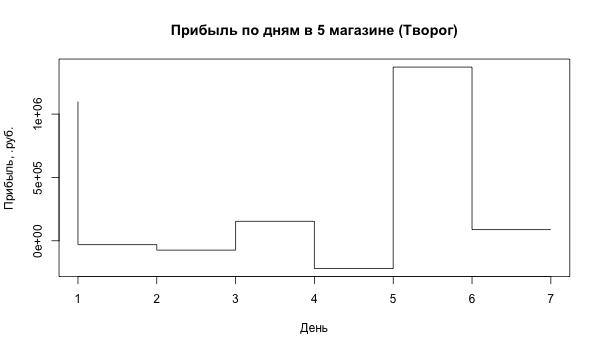 Прибыль по дням в 5 магазине (Творог)
Прибыль, .руб.
1e+06
5e+05
0e+00
1 2 3 4 5 6 7
День